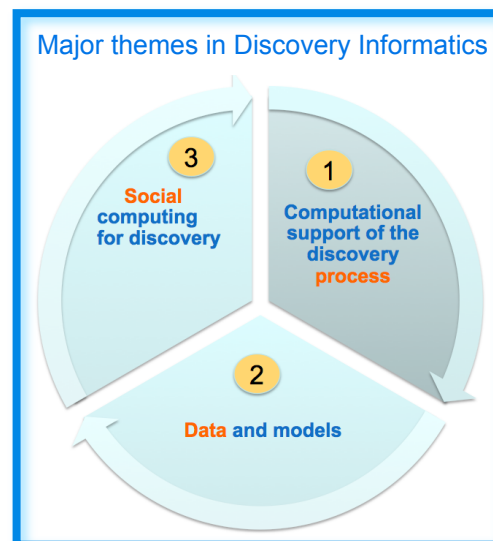 Major themes in Discovery Informatics
1
Computational
support of the
discovery
process
2
Data and models
3
Social
computing
for discovery